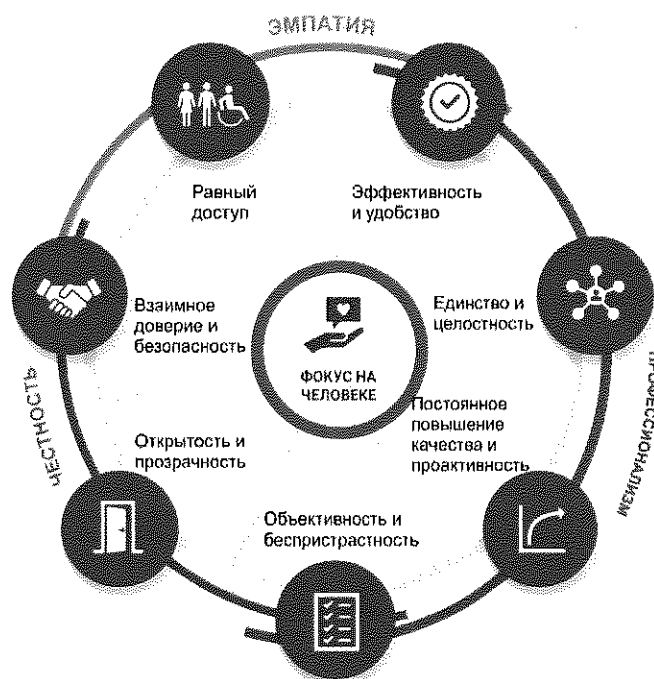 ЭМПАТИЯ
Равный
доступ
Эффективность
и удобство
Взаимное
доверие и
безопасность
Единство и
целостность
ФОКУС НА
ЧЕЛОВЕКЕ
ЧЕСТНОСТЬ
ПРОФЕССИОНАЛИЗМ
Открытость и
прозрачность
Постоянное
повышение
качества и
проактивность
Объективность и
беспристрастность